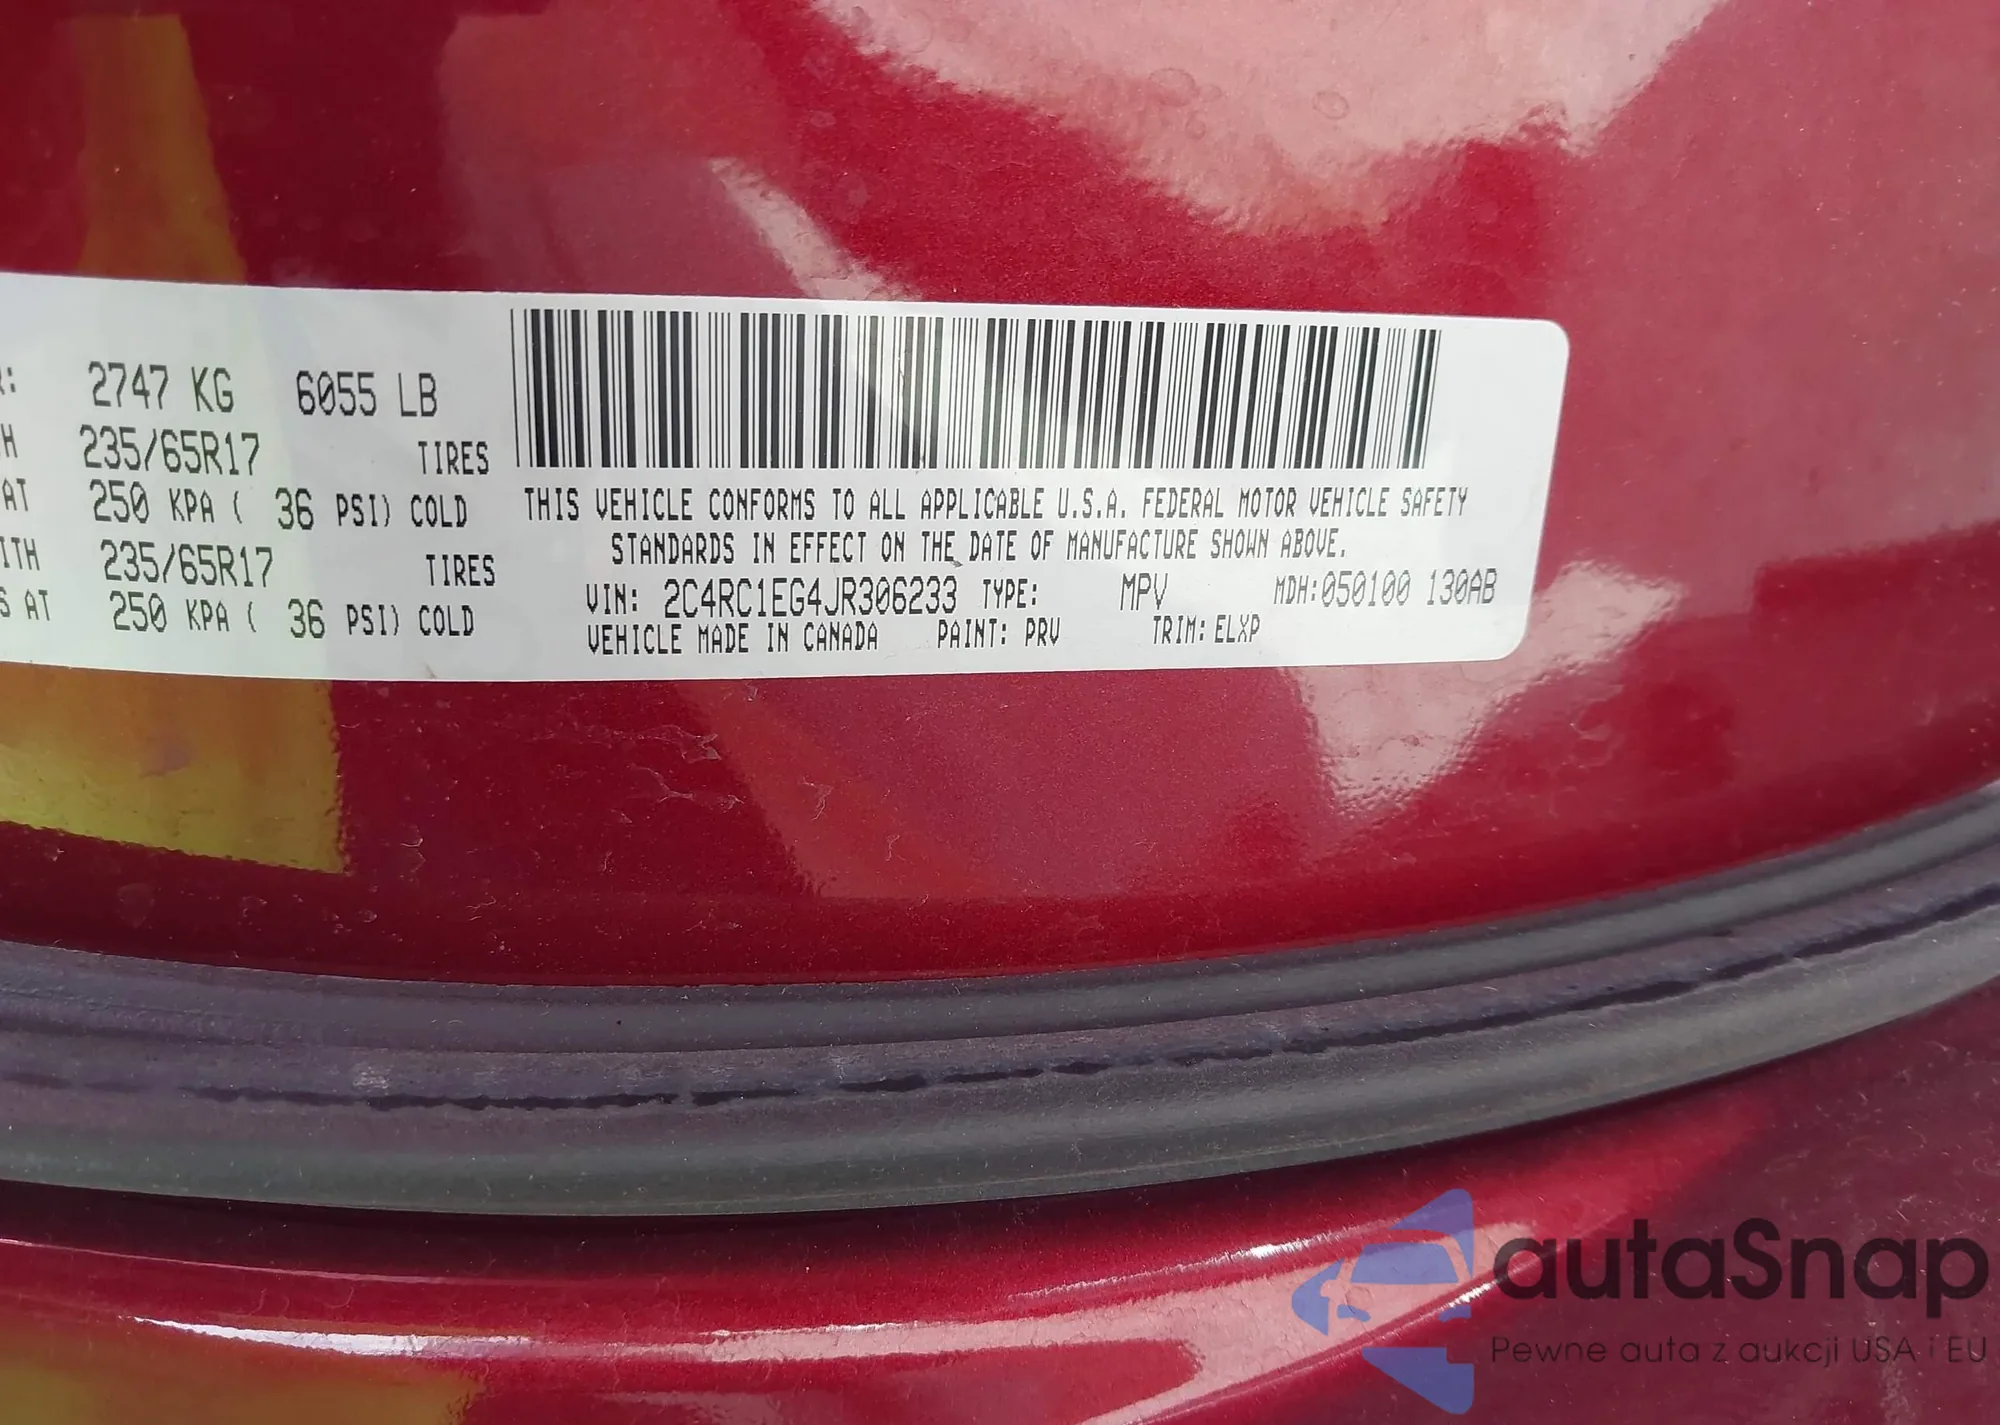 R: 2747 KG 6055 LB
H 235/65R17 TIRES
AT 250 KPA ( 36 PSI) COLD
ITH 235/65R17 TIRES
S AT 250 KPA ( 36 PSI) COLD
THIS VEHICLE CONFORMS TO ALL APPLICABLE U.S.A. FEDERAL MOTOR VEHICLE SAFETY
STANDARDS IN EFFECT ON THE DATE OF MANUFACTURE SHOWN ABOVE.
VIN: 2C4RC1EG4JR306233 TYPE: MPV MDH:050100 130AB
VEHICLE MADE IN CANADA PAINT: PRV TRIM: ELXP
autaSnap
Pewne auta z aukcji USA i EU